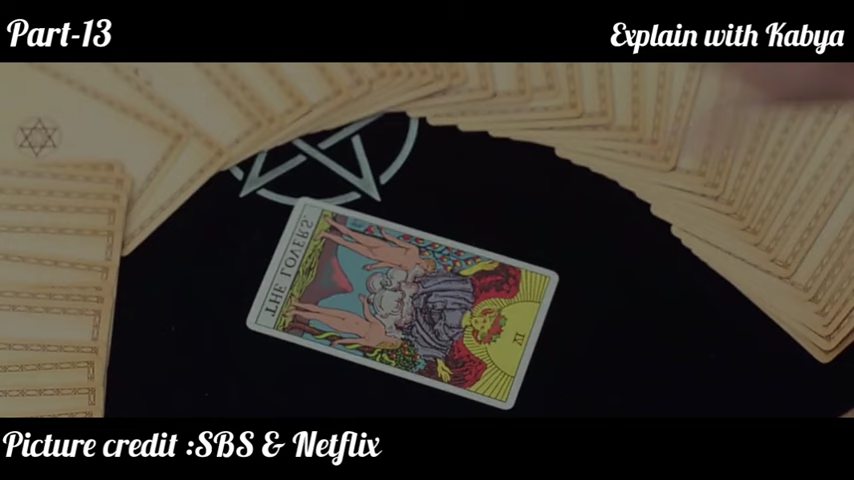 Part-13
Explain with Kabya
VI
THE LOVERS.
Picture credit :SBS & Netflix